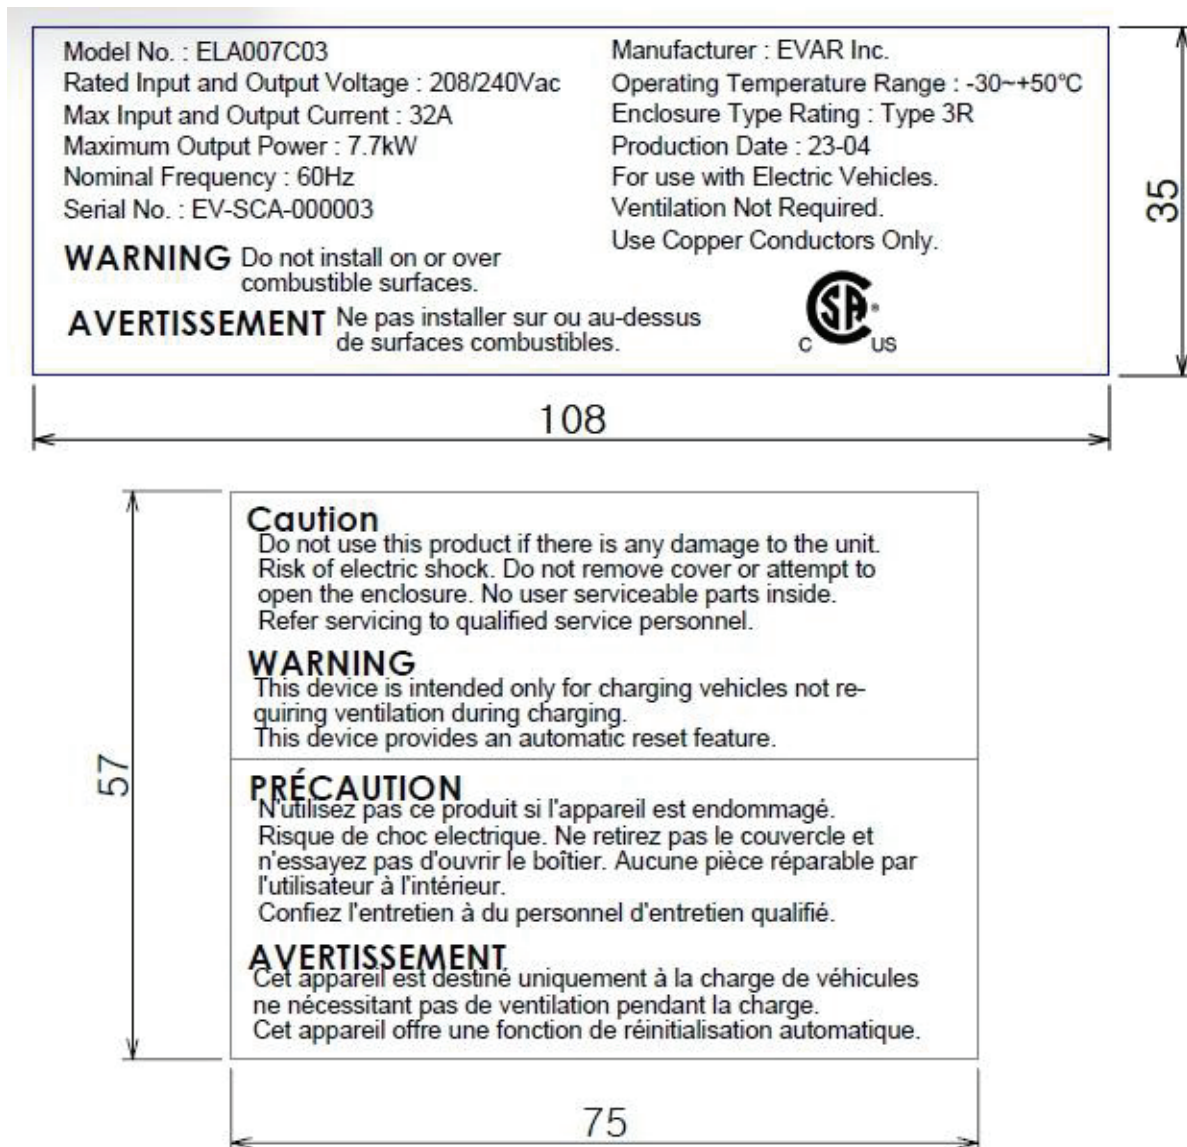 Model No. : ELA007C03
Rated Input and Output Voltage : 208/240Vac
Max Input and Output Current : 32A
Maximum Output Power : 7.7kW
Nominal Frequency : 60Hz
Serial No. : EV-SCA-000003
WARNING Do not install on or over
combustible surfaces.
AVERTISSEMENT Ne pas installer sur ou au-dessus
de surfaces combustibles.
Manufacturer : EVAR Inc.
Operating Temperature Range : -30~+50℃
Enclosure Type Rating : Type 3R
Production Date : 23-04
For use with Electric Vehicles.
Ventilation Not Required.
Use Copper Conductors Only.
CSA®
C US
35
108
Caution
Do not use this product if there is any damage to the unit.
Risk of electric shock. Do not remove cover or attempt to
open the enclosure. No user serviceable parts inside.
Refer servicing to qualified service personnel.
WARNING
This device is intended only for charging vehicles not re-
quiring ventilation during charging.
This device provides an automatic reset feature.
PRÉCAUTION
N'utilisez pas ce produit si l'appareil est endommagé.
Risque de choc electrique. Ne retirez pas le couvercle et
n'essayez pas d'ouvrir le boîtier. Aucune pièce réparable par
l'utilisateur à l'intérieur.
Confiez l'entretien à du personnel d'entretien qualifié.
AVERTISSEMENT
Cet appareil est destiné uniquement à la charge de véhicules
ne nécessitant pas de ventilation pendant la charge.
Cet appareil offre une fonction de réinitialisation automatique.
57
75